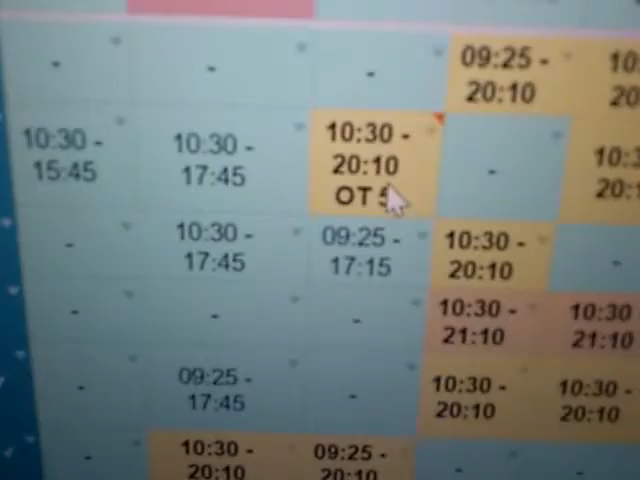 - - - 09:25 - 20:10
10:30 - 15:45 10:30 - 17:45 10:30 - 20:10 OT -
- 10:30 - 17:45 09:25 - 17:15 10:30 - 20:10 -
- - - 10:30 - 21:10 10:30 21:10
- 09:25 - 17:45 - 10:30 - 20:10 10:30 - 20:10
- 10:30 - 20:10 09:25 - 20:10 - -